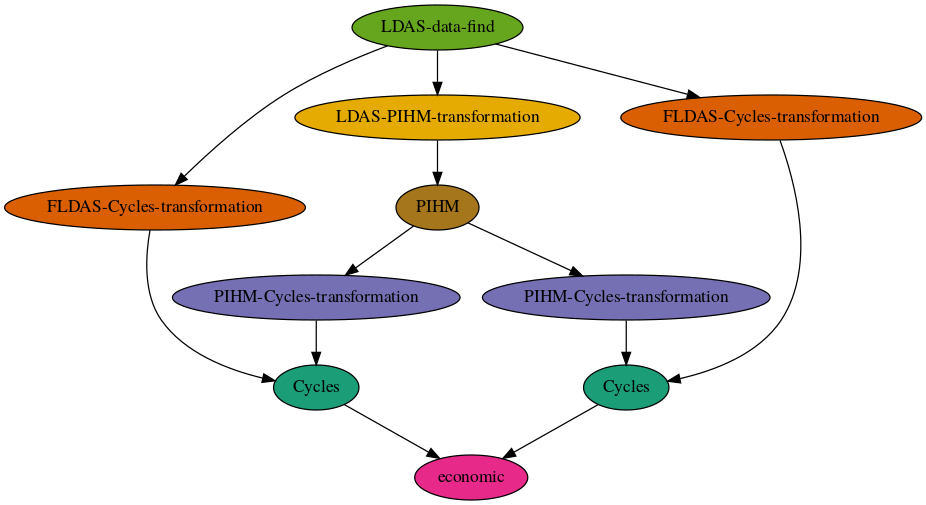 LDAS-data-find
LDAS-PIHM-transformation
FLDAS-Cycles-transformation
FLDAS-Cycles-transformation
PIHM
PIHM-Cycles-transformation
PIHM-Cycles-transformation
Cycles
Cycles
economic